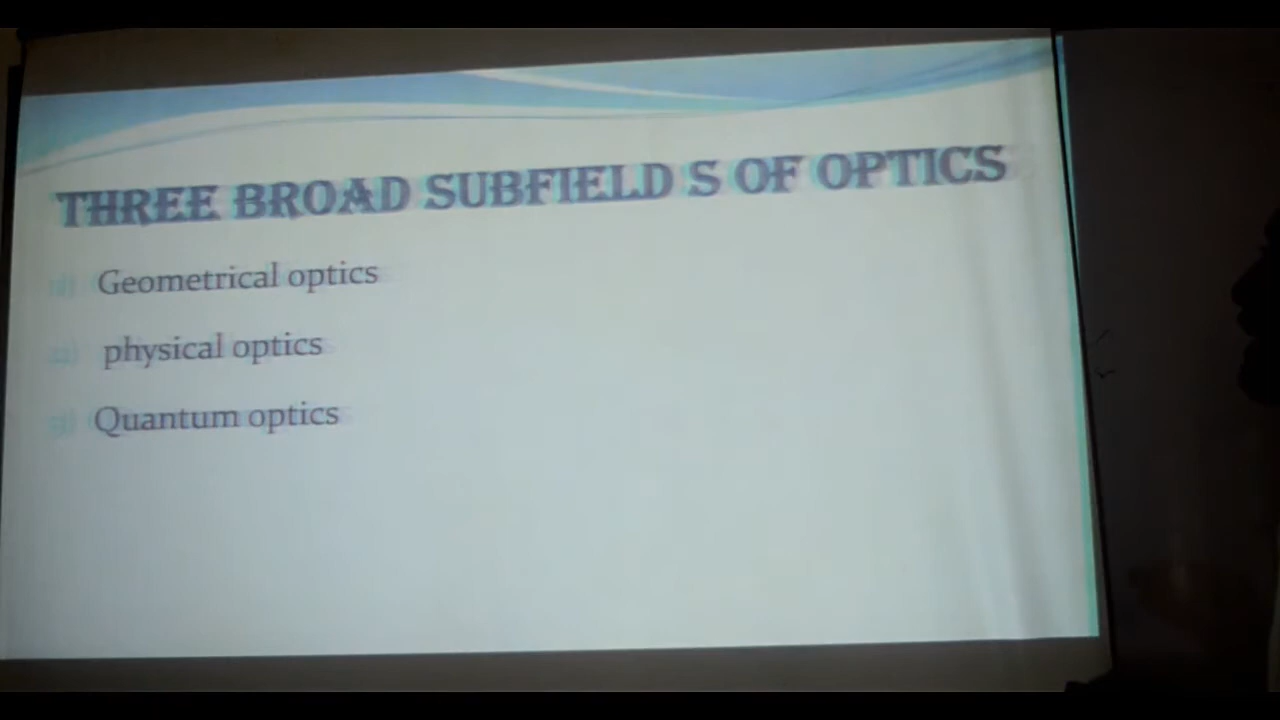 THREE BROAD SUBFIELD S OF OPTICS
Geometrical optics
physical optics
Quantum optics